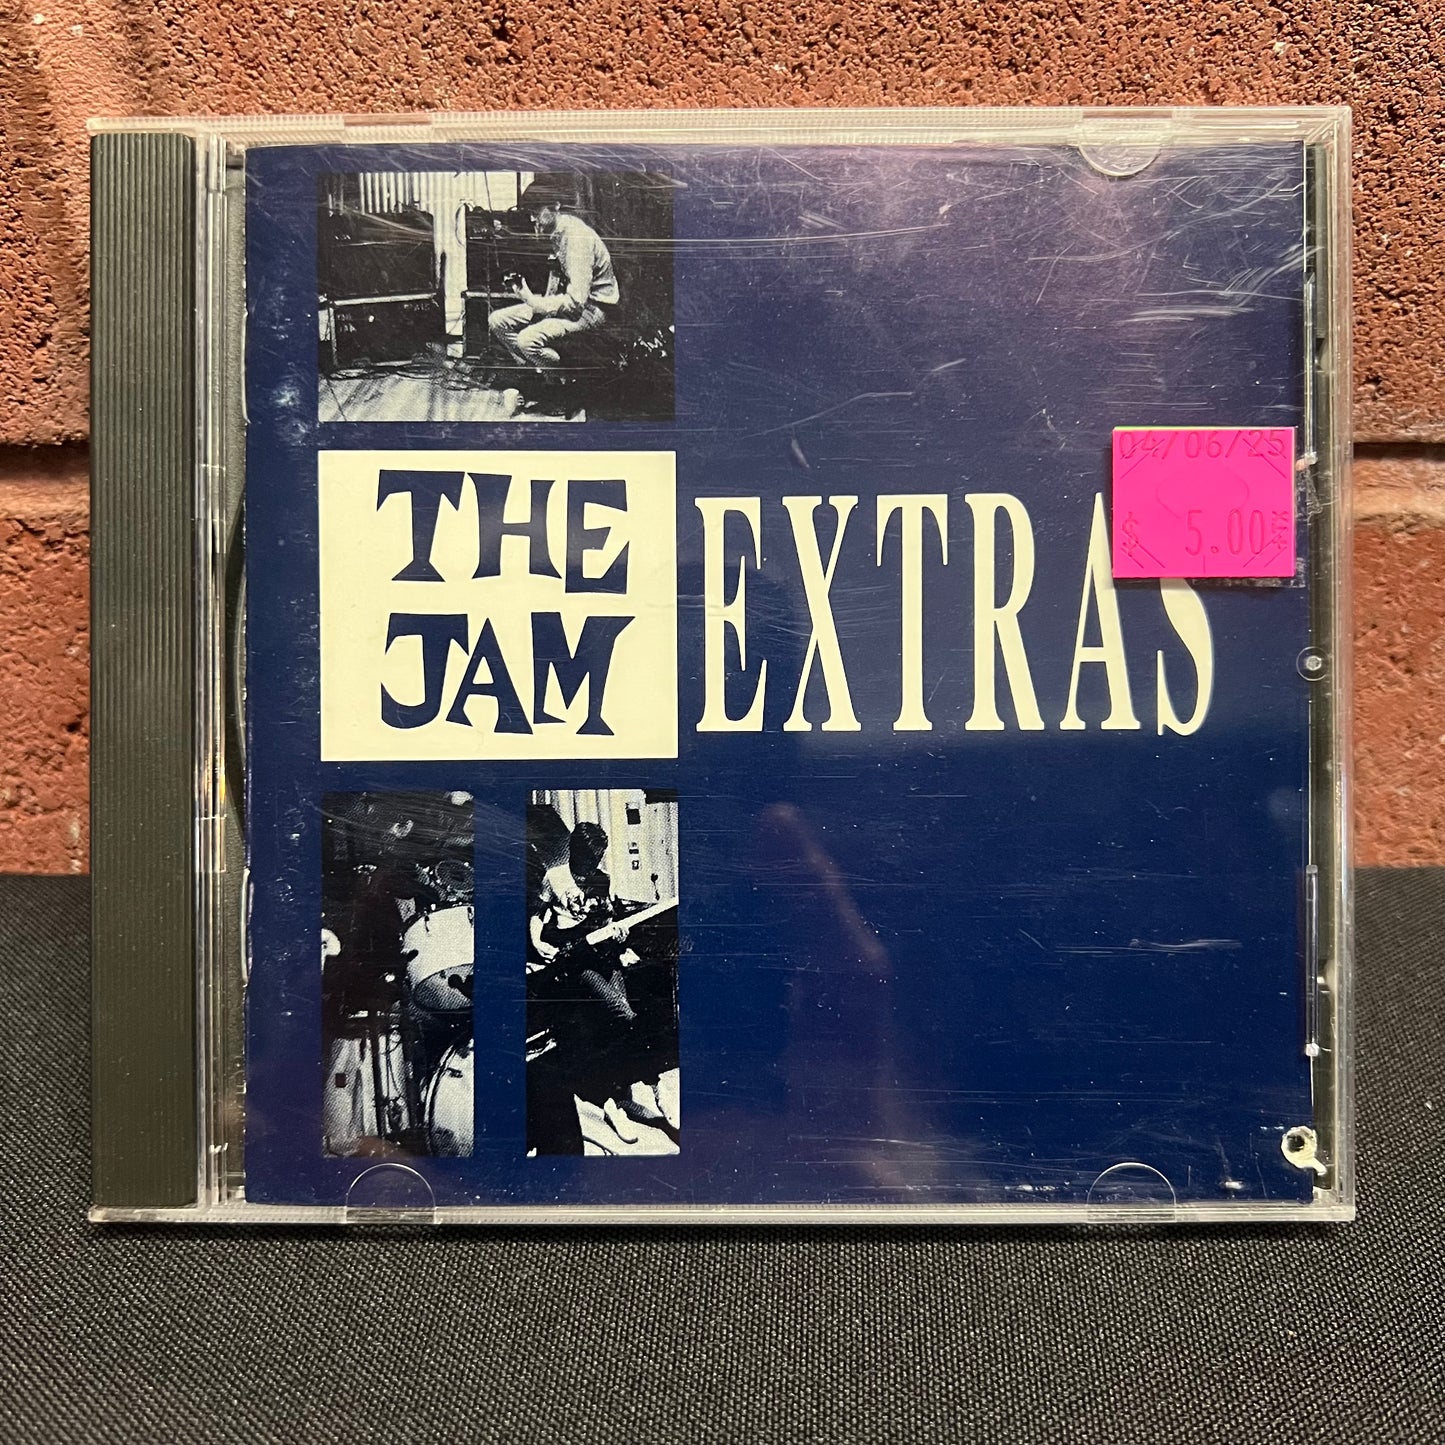 THE
JAM
EXTRAS
04/06/25
$ 5.00